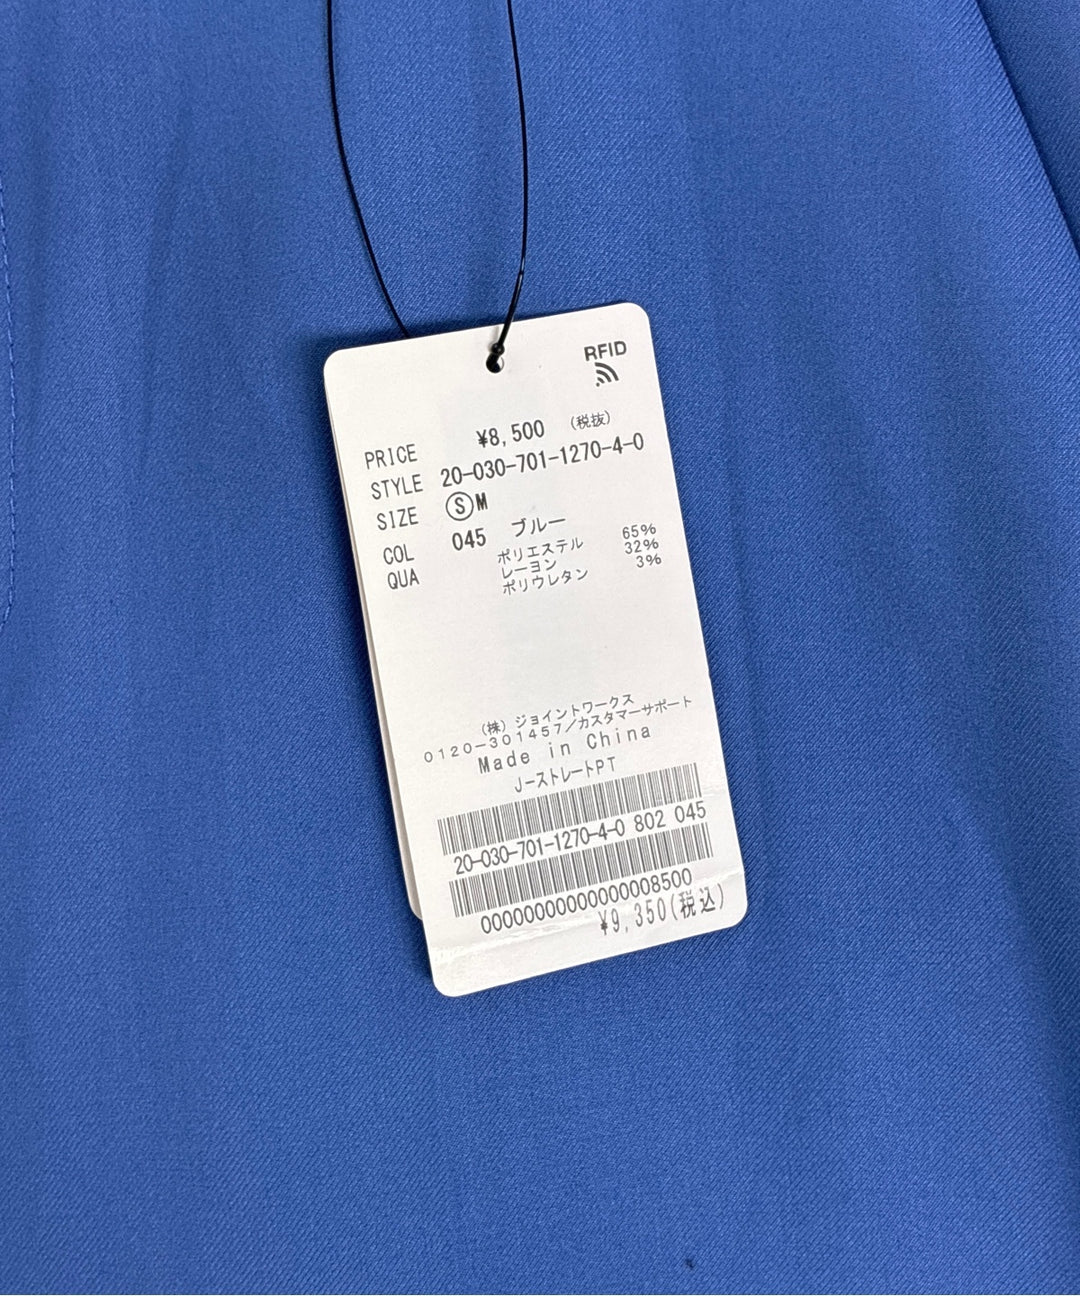 RFID
PRICE ¥8,500 (税抜)
STYLE 20-030-701-1270-4-0
SIZE Ⓢ M
COL 045 ブルー
QUA ポリエステル 65%
レーヨン 32%
ポリウレタン 3%
(株) ジョイントワークス
0120-301457/カスタマーサポート
Made in China
J-ストレートPT
20-030-701-1270-4-0 802 045
00000000000000008500
¥9,350(税込)